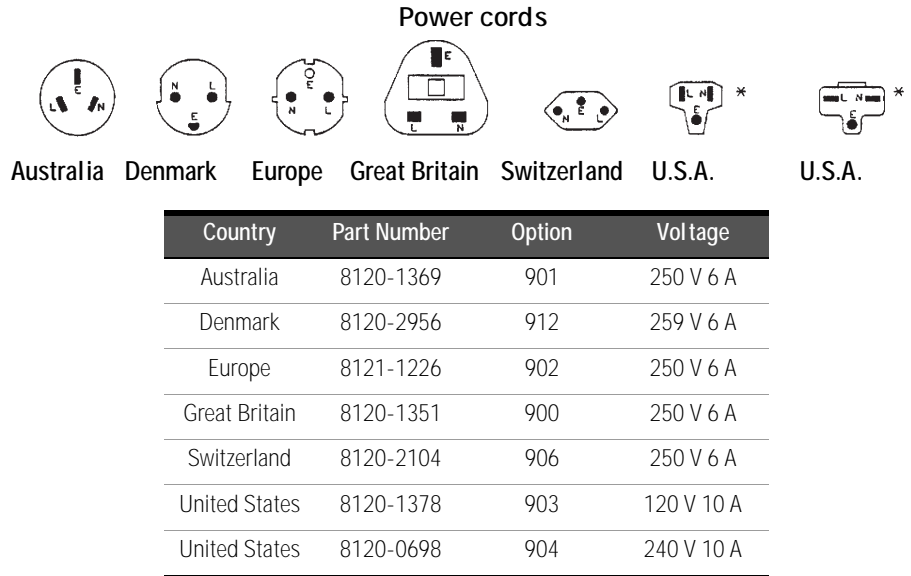 Power cords
E L N
N L E
E N L
E L N
N E L
L N E *
L N E *
Australia Denmark Europe Great Britain Switzerland U.S.A. U.S.A.
Country Part Number Option Voltage
Australia 8120-1369 901 250 V 6 A
Denmark 8120-2956 912 259 V 6 A
Europe 8121-1226 902 250 V 6 A
Great Britain 8120-1351 900 250 V 6 A
Switzerland 8120-2104 906 250 V 6 A
United States 8120-1378 903 120 V 10 A
United States 8120-0698 904 240 V 10 A